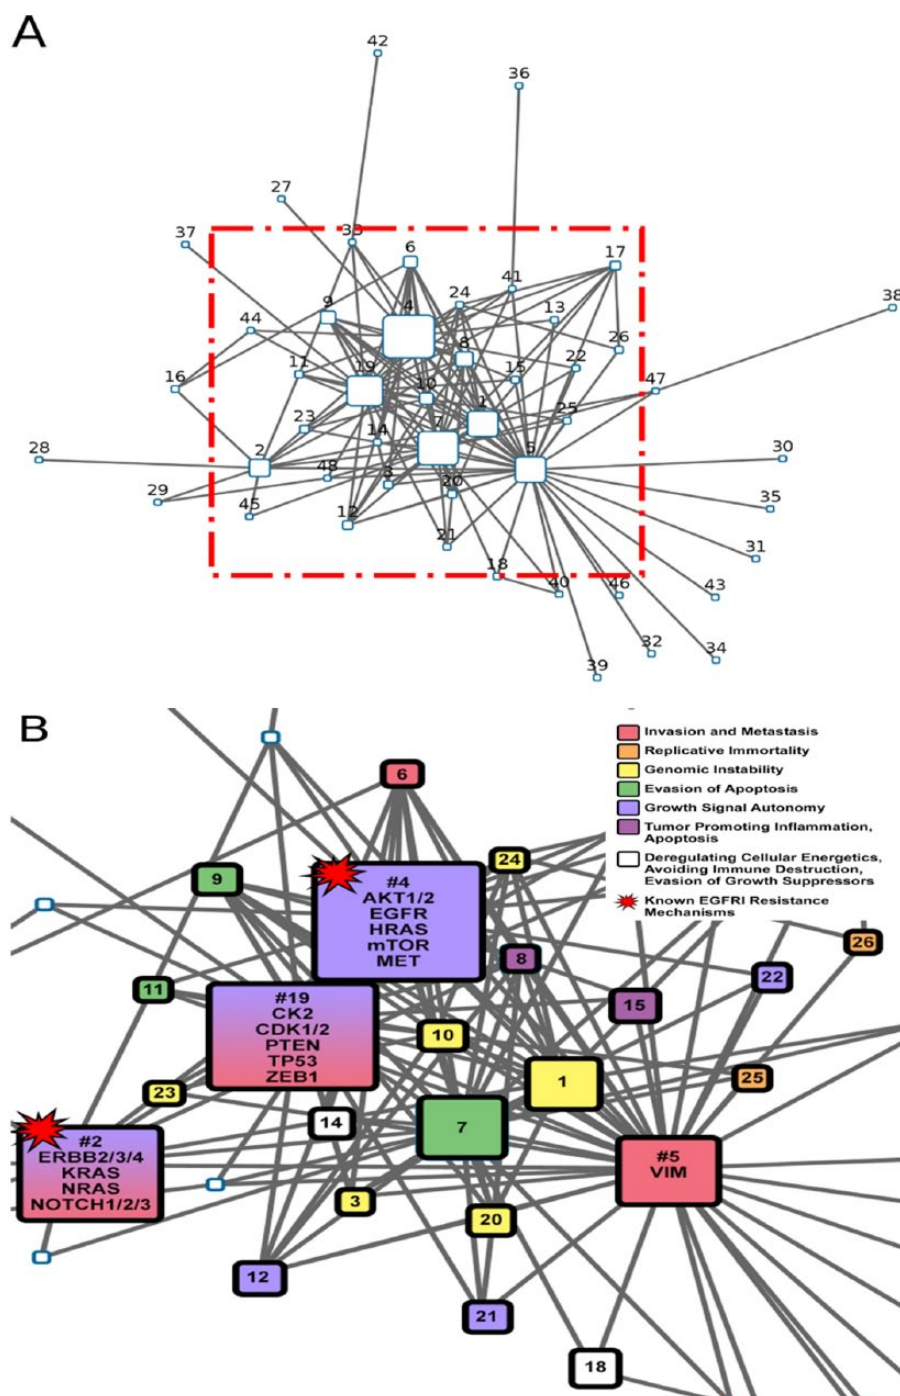 A
42
36
27
37
33
6
17
41
24
38
4
13
9
44
26
8
22
11
19
15
16
47
10
1
25
23
7
14
5
2
28
30
48
3
20
29
35
45
12
21
31
18
40
46
43
32
34
39
B
Invasion and Metastasis
Replicative Immortality
Genomic Instability
Evasion of Apoptosis
Growth Signal Autonomy
Tumor Promoting Inflammation,
Apoptosis
Deregulating Cellular Energetics,
Avoiding Immune Destruction,
Evasion of Growth Suppressors
Known EGFRI Resistance
Mechanisms
6
24
9
#4
AKT1/2
EGFR
HRAS
mTOR
MET
26
8
22
11
15
#19
CK2
CDK1/2
PTEN
TP53
ZEB1
10
25
1
23
14
7
#2
ERBB2/3/4
KRAS
NRAS
NOTCH1/2/3
#5
VIM
3
20
12
21
18